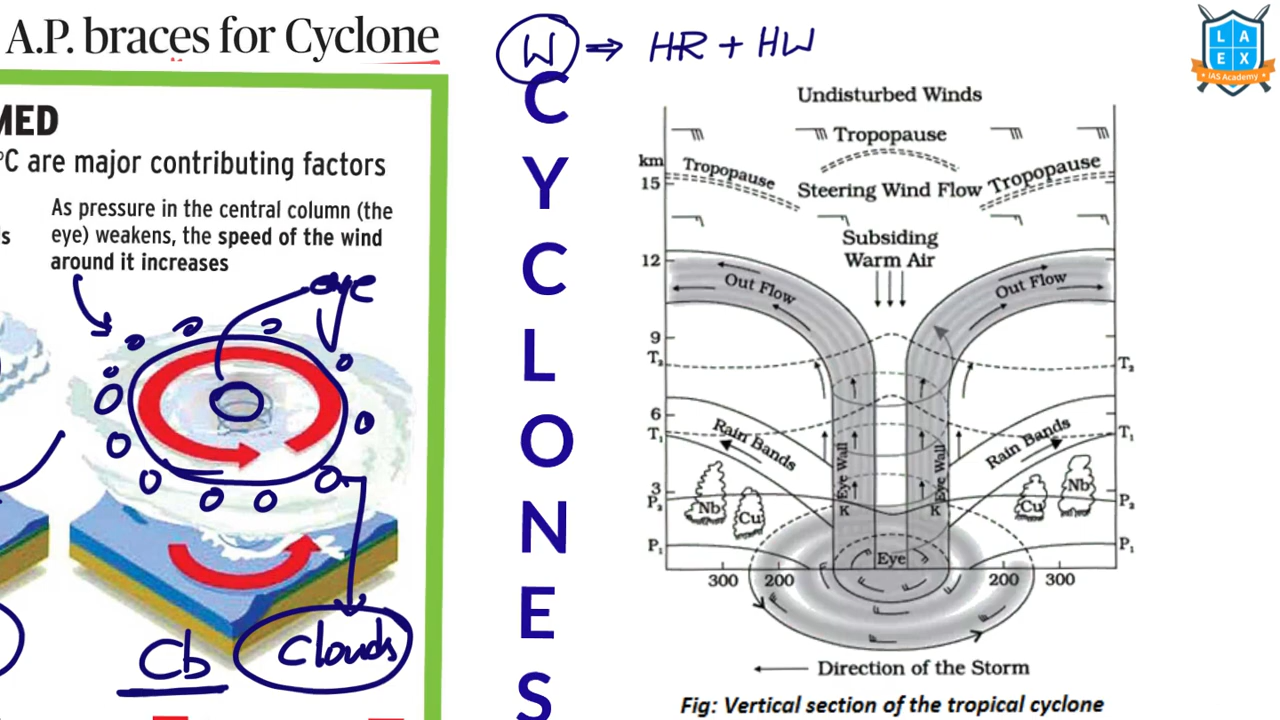 A.P. braces for Cyclone
W ⇒ HR + HW
LAEX
IAS Academy
MED
°C are major contributing factors
As pressure in the central column (the
eye) weakens, the speed of the wind
around it increases
s
eye
Cb
Clouds
CYCLONES
Undisturbed Winds
Tropopause
km
15
Tropopause
Steering Wind Flow
Tropopause
Subsiding
Warm Air
12
Out Flow
Out Flow
9
T₂
T₂
6
T₁
T₁
Rain Bands
Eye Wall
Eye Wall
Rain Bands
3
P₂
P₂
Nb
Cu
K
K
Cu
Nb
P₁
P₁
Eye
300
200
200
300
Direction of the Storm
Fig: Vertical section of the tropical cyclone